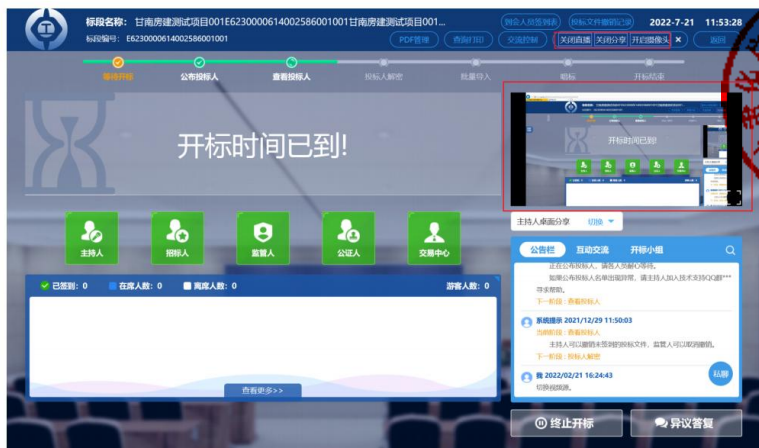 标段名称： 甘南房建测试项目001E6230000614002586001001甘南房建测试项目001...
到会人员签到表
投标文件撤销记录
2022-7-21 11:53:28
标段编号： E6230000614002586001001
PDF管理
查询打印
交流控制
关闭直播 关闭分享 开启摄像头 ×
返回
等待开标
公布投标人
查看投标人
投标人解密
批量导入
唱标
开标结束
开标时间已到!
开标时间已到!
主持人
招标人
监管人
公证人
交易中心
主持人桌面分享 切换
已签到：0
在席人数：0
离席人数：0
游客人数：0
公告栏
互动交流
开标小组
正在公布投标人，请各人员耐心等待。
如果公布投标人名单出现异常，请主持人加入技术支持QQ群***
寻求帮助。
下一阶段：查看投标人
系统提示 2021/12/29 11:50:03
当前阶段：查看投标人
主持人可以撤销未签到的投标文件，监管人可以取消撤销。
下一阶段：投标人解密
我 2022/02/21 16:24:43
切换视频源。
私聊
查看更多>>
终止开标
异议答复